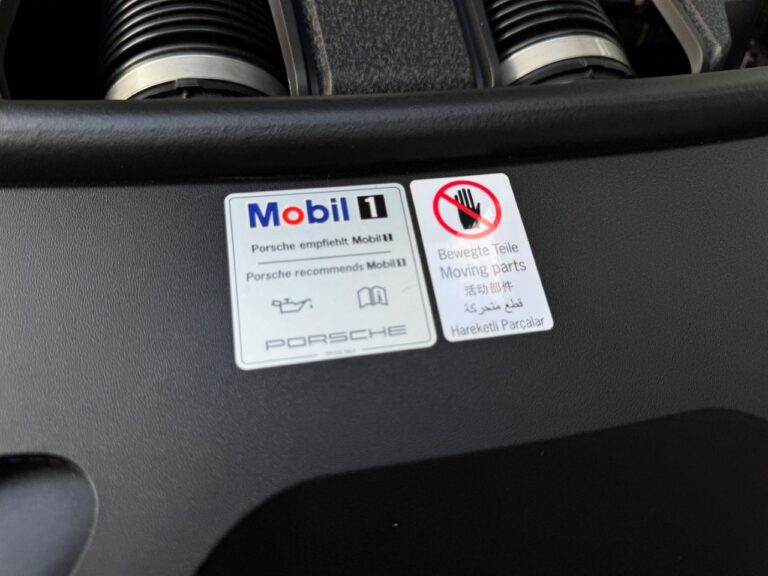 Mobil 1
Porsche empfiehlt Mobil 1
Porsche recommends Mobil 1
PORSCHE
Bewegte Teile
Moving parts
活动部件
قطع متحركة
Hareketli Parçalar